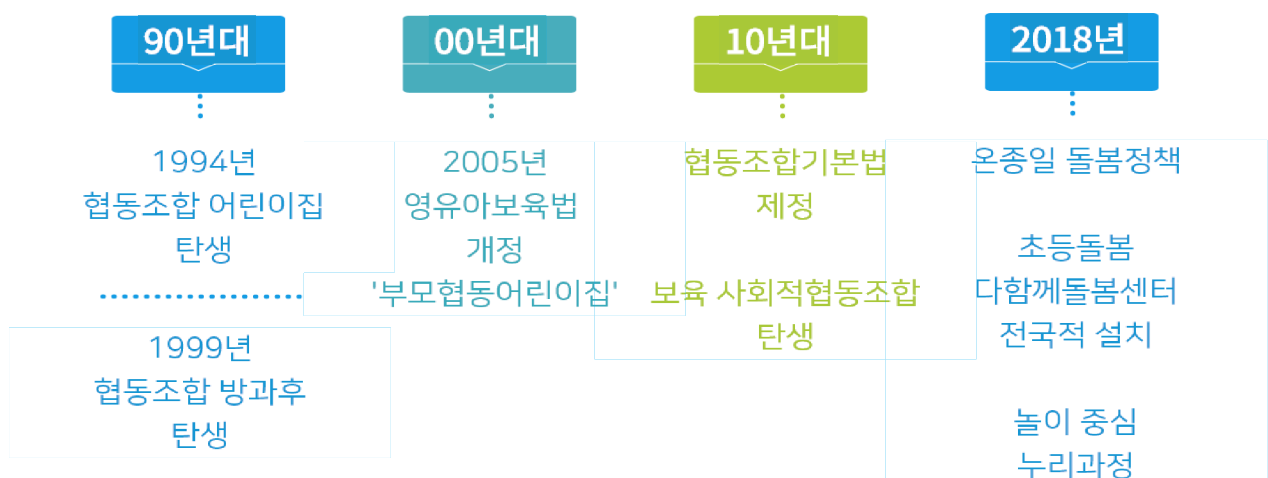 90년대
1994년
협동조합 어린이집
탄생
1999년
협동조합 방과후
탄생
00년대
2005년
영유아보육법
개정
'부모협동어린이집'
10년대
협동조합기본법
제정
보육 사회적협동조합
탄생
2018년
온종일 돌봄정책
초등돌봄
다함께돌봄센터
전국적 설치
놀이 중심
누리과정